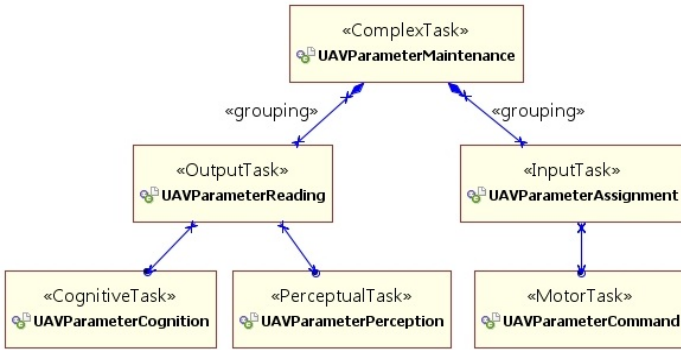 «ComplexTask»
UAVParameterMaintenance
«grouping»
«grouping»
«OutputTask»
UAVParameterReading
«InputTask»
UAVParameterAssignment
«CognitiveTask»
UAVParameterCognition
«PerceptualTask»
UAVParameterPerception
«MotorTask»
UAVParameterCommand